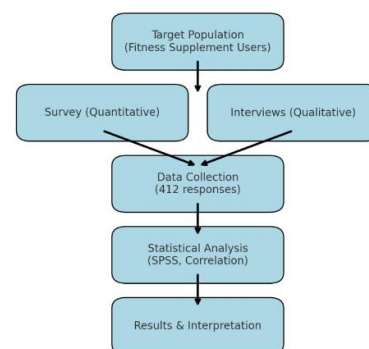 Target Population
(Fitness Supplement Users)
Survey (Quantitative)
Interviews (Qualitative)
Data Collection
(412 responses)
Statistical Analysis
(SPSS, Correlation)
Results & Interpretation